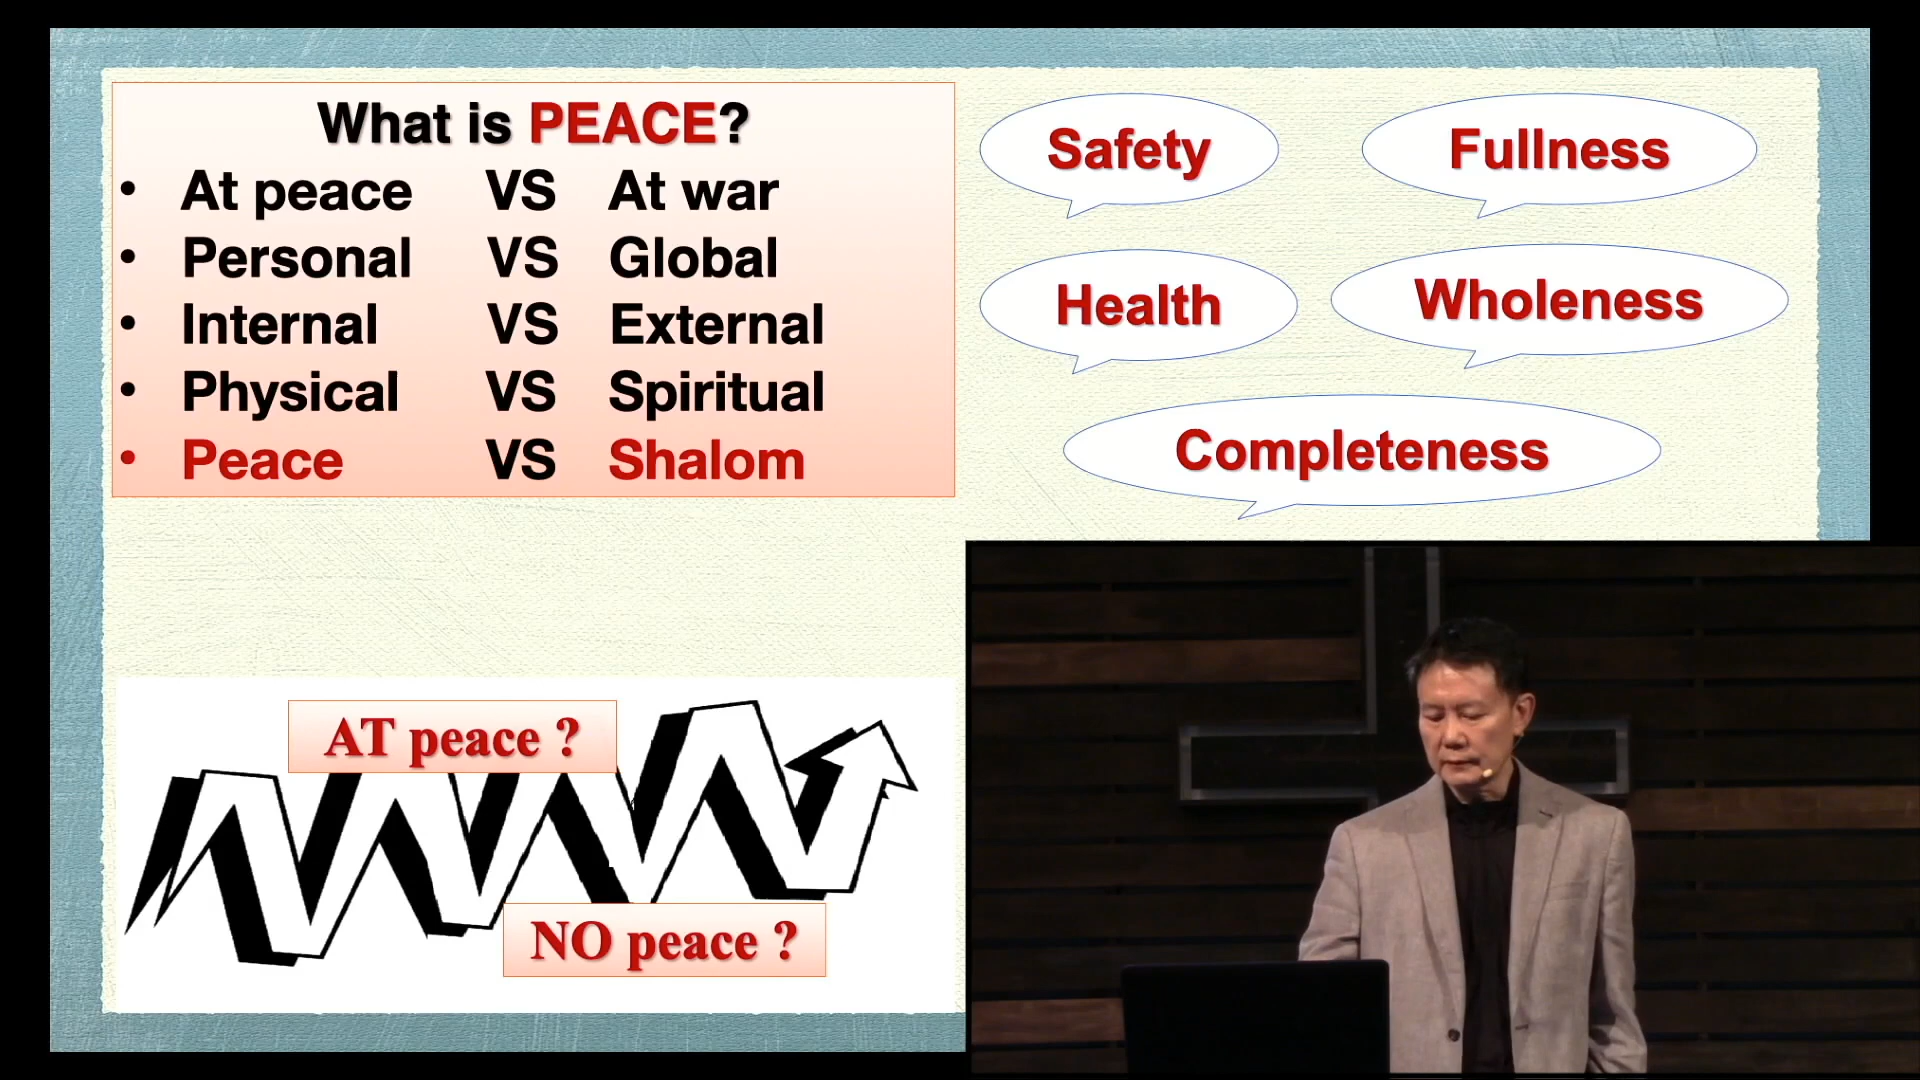 What is PEACE?
• At peace VS At war
• Personal VS Global
• Internal VS External
• Physical VS Spiritual
• Peace VS Shalom
Safety
Fullness
Health
Wholeness
Completeness
AT peace ?
NO peace ?